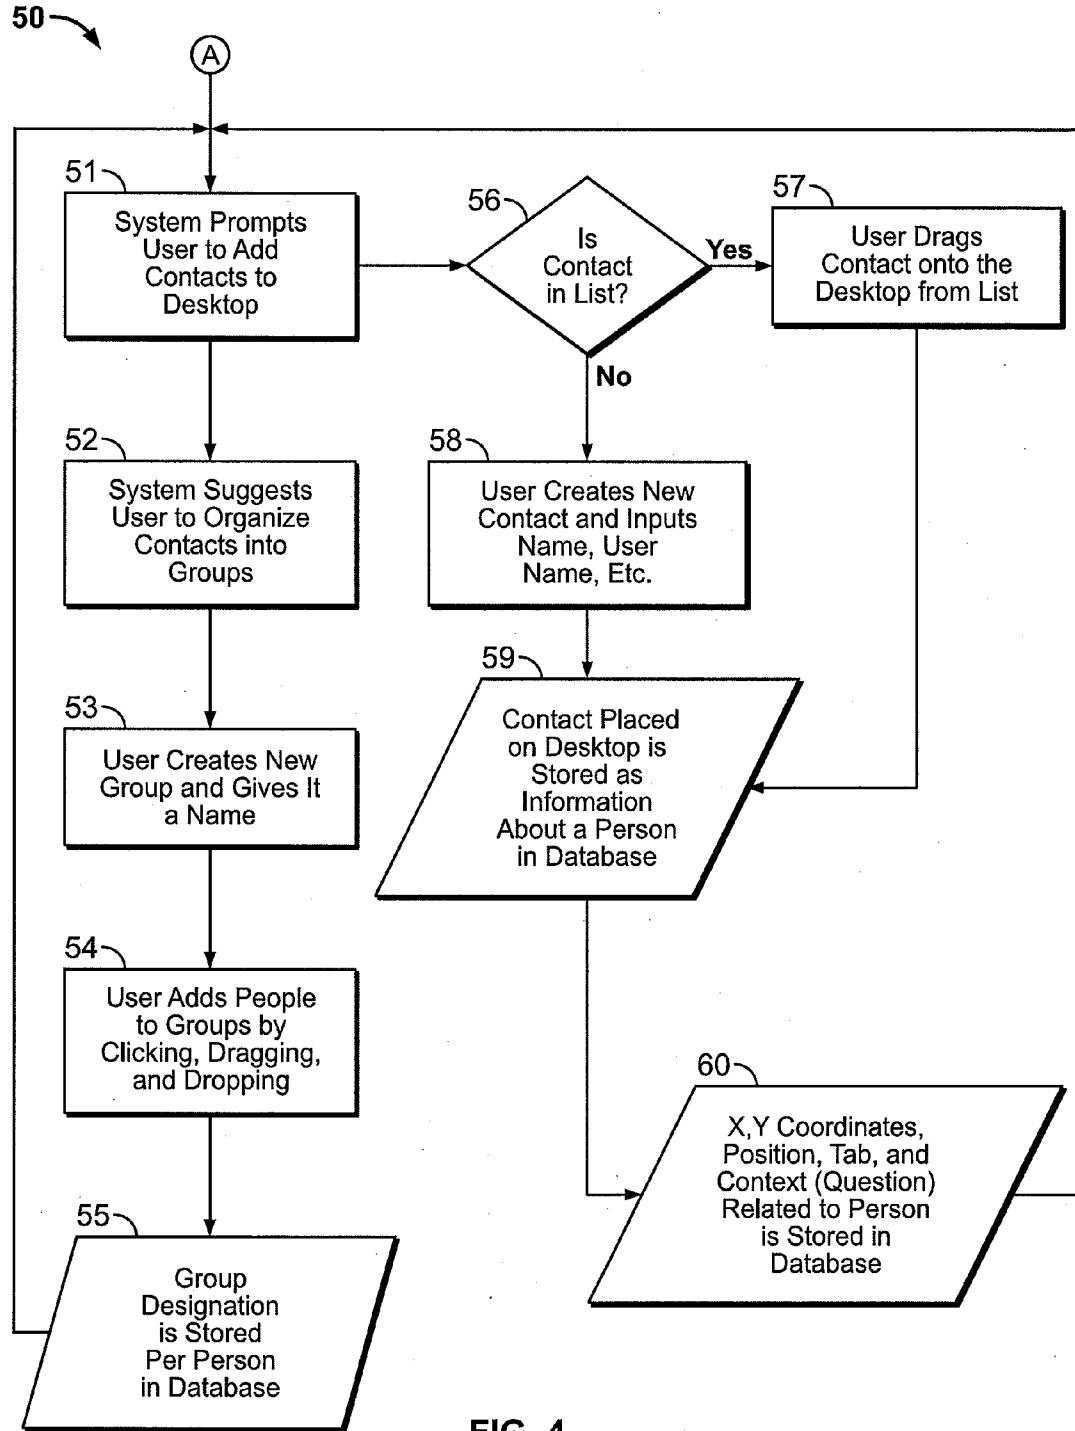 50
A
51
System Prompts
User to Add
Contacts to
Desktop
56
Is
Contact
in List?
Yes
No
57
User Drags
Contact onto the
Desktop from List
52
System Suggests
User to Organize
Contacts into
Groups
58
User Creates New
Contact and Inputs
Name, User
Name, Etc.
53
User Creates New
Group and Gives It
a Name
59
Contact Placed
on Desktop is
Stored as
Information
About a Person
in Database
54
User Adds People
to Groups by
Clicking, Dragging,
and Dropping
60
X,Y Coordinates,
Position, Tab, and
Context (Question)
Related to Person
is Stored in
Database
55
Group
Designation
is Stored
Per Person
in Database
FIG. 4